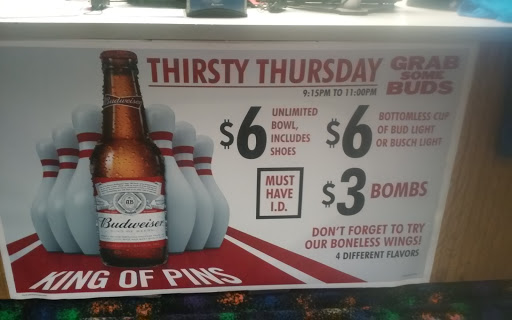 THIRSTY THURSDAY
9:15PM TO 11:00PM
GRAB
SOME
BUDS
$6
UNLIMITED
BOWL,
INCLUDES
SHOES
$6
BOTTOMLESS CUP
OF BUD LIGHT
OR BUSCH LIGHT
MUST
HAVE
I.D.
$3 BOMBS
DON'T FORGET TO TRY
OUR BONELESS WINGS!
4 DIFFERENT FLAVORS
Budweiser
Budweiser
KING OF PINS